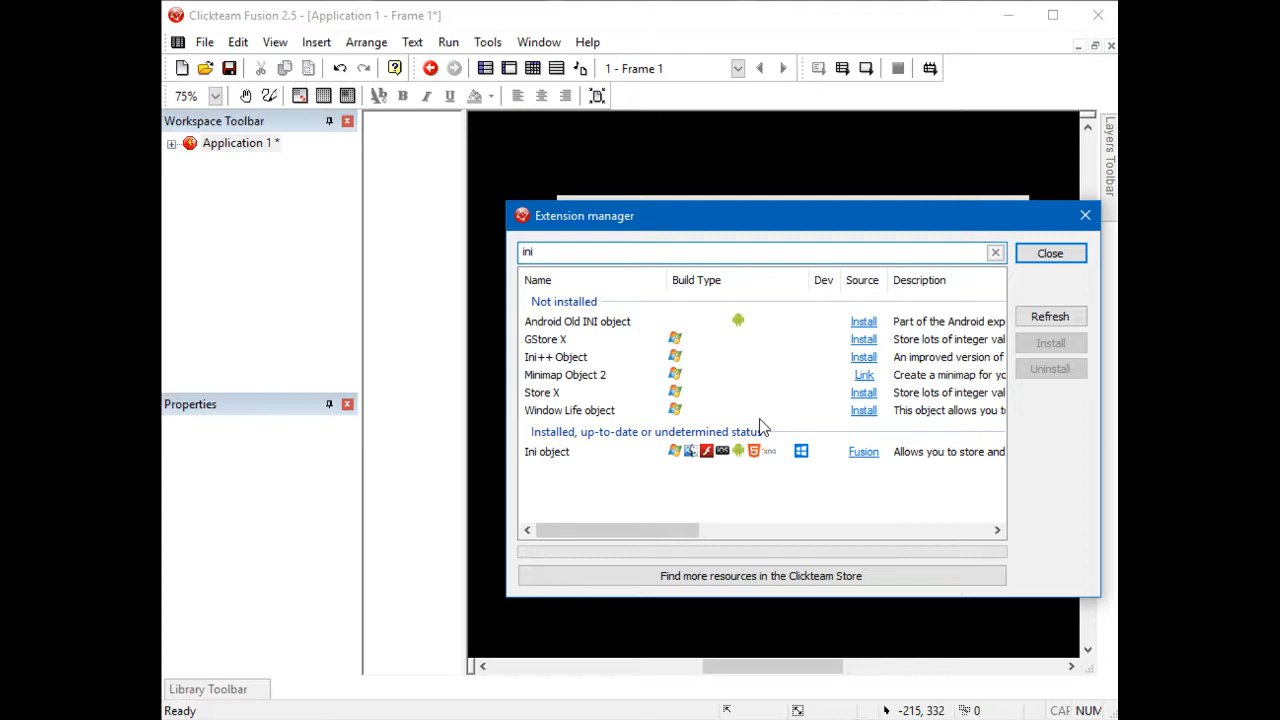 Clickteam Fusion 2.5 - [Application 1 - Frame 1*]
File Edit View Insert Arrange Text Run Tools Window Help
1 - Frame 1
75% B I U
Workspace Toolbar
Application 1 *
Layers Toolbar
Extension manager
ini
Close
Name Build Type Dev Source Description
Not installed
Android Old INI object Install Part of the Android exp
Refresh
GStore X Install Store lots of integer val
Install
Ini++ Object Install An improved version of
Uninstall
Minimap Object 2 Link Create a minimap for yo
Store X Install Store lots of integer val
Window Life object Install This object allows you to
Installed, up-to-date or undetermined status
Ini object iOS xna Fusion Allows you to store and
Properties
Find more resources in the Clickteam Store
Library Toolbar
Ready -215, 332 0 CAP NUM